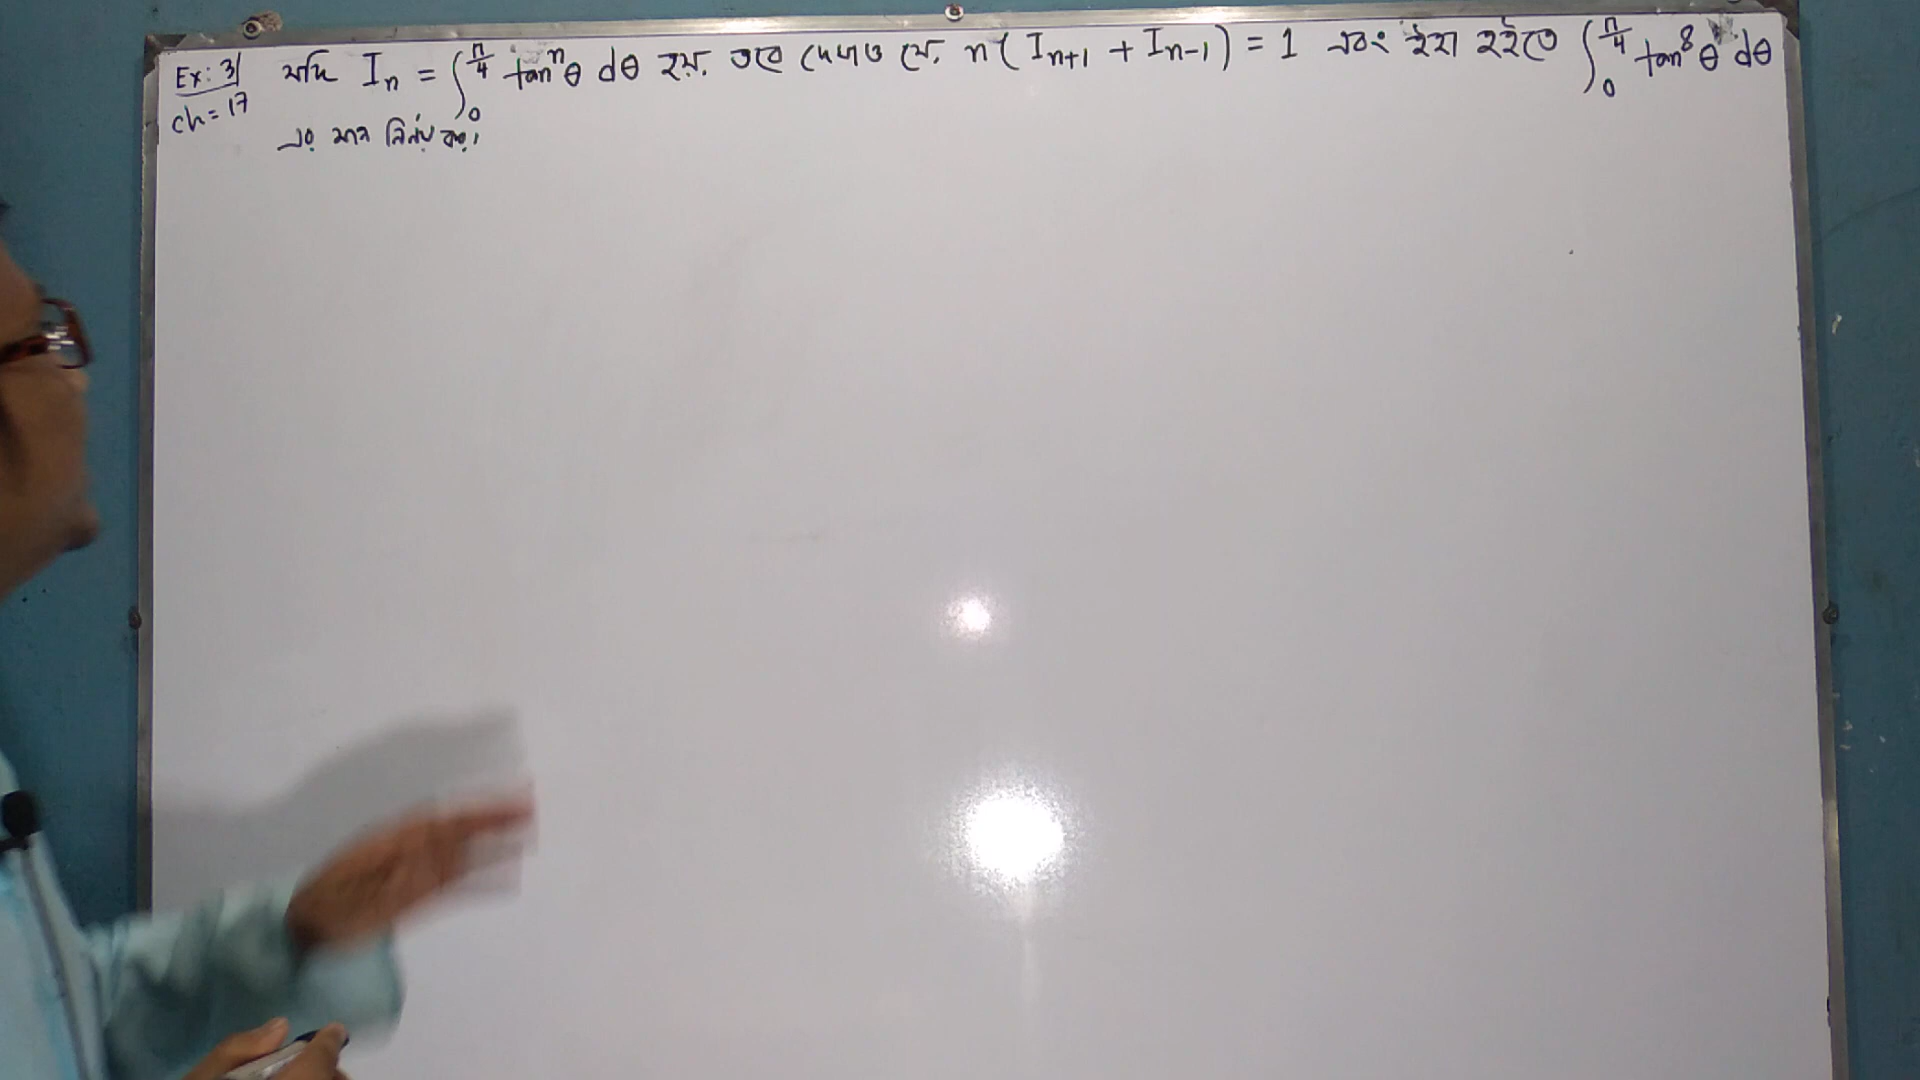 Ex: 3| যদি I_n = ∫_0^{π/4} tan^n θ dθ হয়. তবে দেখাও যে. n(I_{n+1} + I_{n-1}) = 1 এবং ইহা হইতে ∫_0^{π/4} tan^8 θ dθ
ch = 17
এর মান নির্ণয় কর।